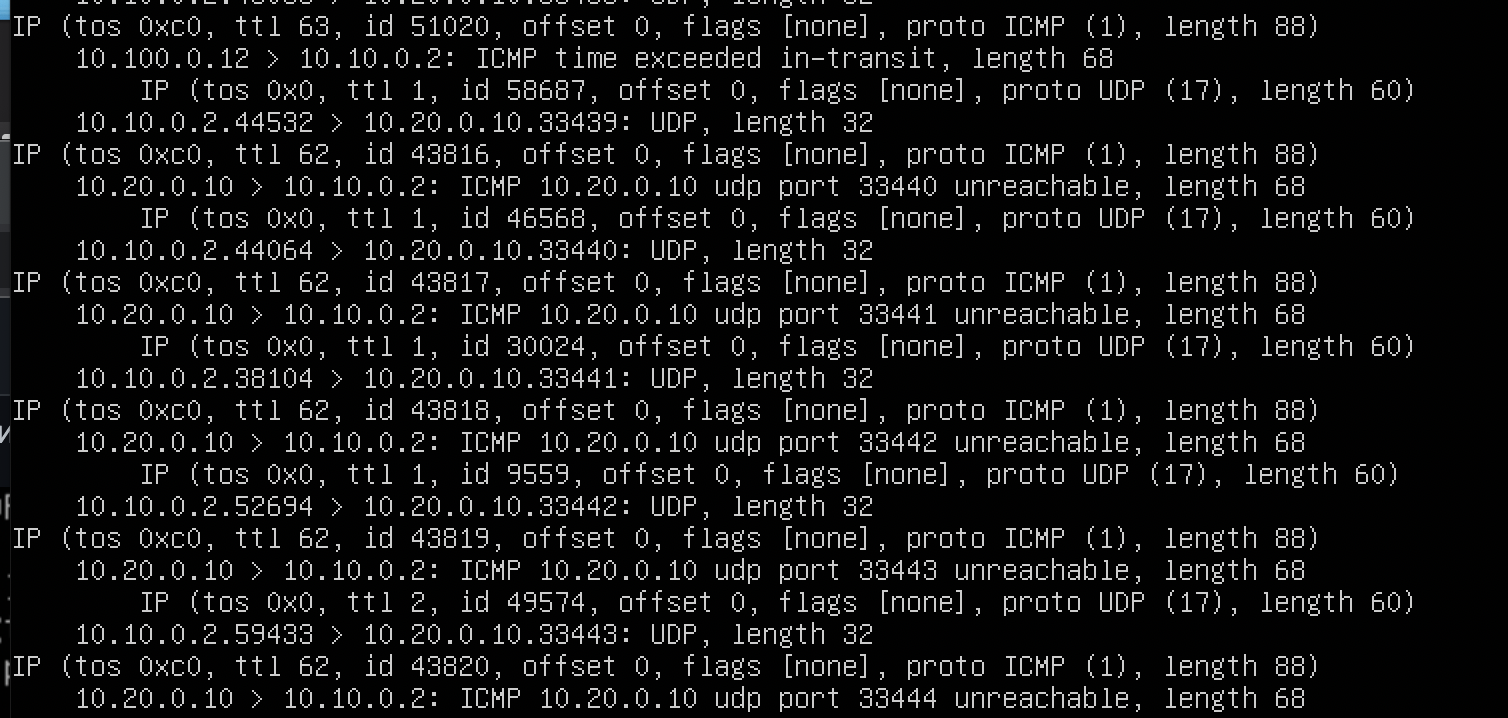 IP (tos 0xc0, ttl 63, id 51020, offset 0, flags [none], proto ICMP (1), length 88)
10.100.0.12 > 10.10.0.2: ICMP time exceeded in-transit, length 68
IP (tos 0x0, ttl 1, id 58687, offset 0, flags [none], proto UDP (17), length 60)
10.10.0.2.44532 > 10.20.0.10.33439: UDP, length 32
IP (tos 0xc0, ttl 62, id 43816, offset 0, flags [none], proto ICMP (1), length 88)
10.20.0.10 > 10.10.0.2: ICMP 10.20.0.10 udp port 33440 unreachable, length 68
IP (tos 0x0, ttl 1, id 46568, offset 0, flags [none], proto UDP (17), length 60)
10.10.0.2.44064 > 10.20.0.10.33440: UDP, length 32
IP (tos 0xc0, ttl 62, id 43817, offset 0, flags [none], proto ICMP (1), length 88)
10.20.0.10 > 10.10.0.2: ICMP 10.20.0.10 udp port 33441 unreachable, length 68
IP (tos 0x0, ttl 1, id 30024, offset 0, flags [none], proto UDP (17), length 60)
10.10.0.2.38104 > 10.20.0.10.33441: UDP, length 32
IP (tos 0xc0, ttl 62, id 43818, offset 0, flags [none], proto ICMP (1), length 88)
10.20.0.10 > 10.10.0.2: ICMP 10.20.0.10 udp port 33442 unreachable, length 68
IP (tos 0x0, ttl 1, id 9559, offset 0, flags [none], proto UDP (17), length 60)
10.10.0.2.52694 > 10.20.0.10.33442: UDP, length 32
IP (tos 0xc0, ttl 62, id 43819, offset 0, flags [none], proto ICMP (1), length 88)
10.20.0.10 > 10.10.0.2: ICMP 10.20.0.10 udp port 33443 unreachable, length 68
IP (tos 0x0, ttl 2, id 49574, offset 0, flags [none], proto UDP (17), length 60)
10.10.0.2.59433 > 10.20.0.10.33443: UDP, length 32
IP (tos 0xc0, ttl 62, id 43820, offset 0, flags [none], proto ICMP (1), length 88)
10.20.0.10 > 10.10.0.2: ICMP 10.20.0.10 udp port 33444 unreachable, length 68